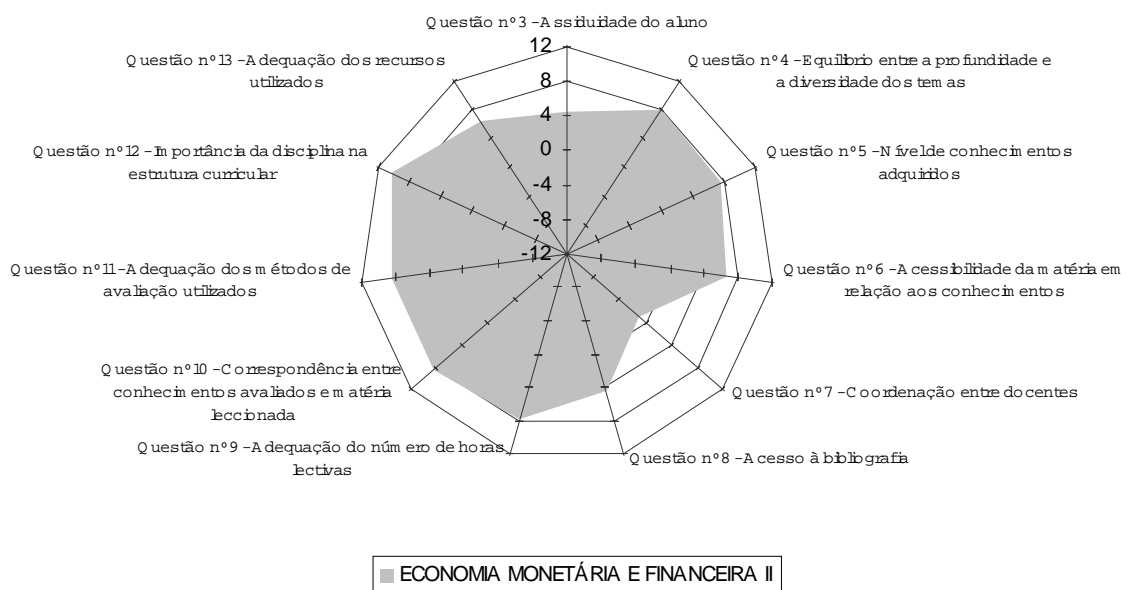 Questão nº3 - Assiduidade do aluno
Questão nº4 - Equilíbrio entre a profundidade e
a diversidade dos temas
Questão nº5 - Nível de conhecimentos
adquiridos
Questão nº6 - Acessibilidade da matéria em
relação aos conhecimentos
Questão nº7 - Coordenação entre docentes
Questão nº8 - Acesso à bibliografia
Questão nº9 - Adequação do número de horas
lectivas
Questão nº10 - Correspondência entre
conhecimentos avaliados e matéria
leccionada
Questão nº11 - Adequação dos métodos de
avaliação utilizados
Questão nº12 - Importância da disciplina na
estrutura curricular
Questão nº13 - Adequação dos recursos
utilizados
12
8
4
0
-4
-8
-12
ECONOMIA MONETÁRIA E FINANCEIRA II